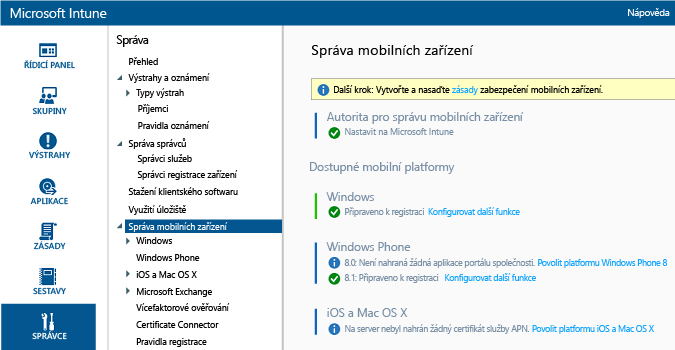 Microsoft Intune
Nápověda
ŘÍDICÍ PANEL
SKUPINY
VÝSTRAHY
APLIKACE
ZÁSADY
SESTAVY
SPRÁVCE
Správa
Přehled
Výstrahy a oznámení
Typy výstrah
Příjemci
Pravidla oznámení
Správa správců
Správci služeb
Správci registrace zařízení
Stažení klientského softwaru
Využití úložiště
Správa mobilních zařízení
Windows
Windows Phone
iOS a Mac OS X
Microsoft Exchange
Vícefaktorové ověřování
Certificate Connector
Pravidla registrace
Správa mobilních zařízení
Další krok: Vytvořte a nasaďte zásady zabezpečení mobilních zařízení.
Autorita pro správu mobilních zařízení
Nastavit na Microsoft Intune
Dostupné mobilní platformy
Windows
Připraveno k registraci Konfigurovat další funkce
Windows Phone
8.0: Není nahraná žádná aplikace portálu společnosti. Povolit platformu Windows Phone 8
8.1: Připraveno k registraci Konfigurovat další funkce
iOS a Mac OS X
Na server nebyl nahrán žádný certifikát služby APN. Povolit platformu iOS a Mac OS X